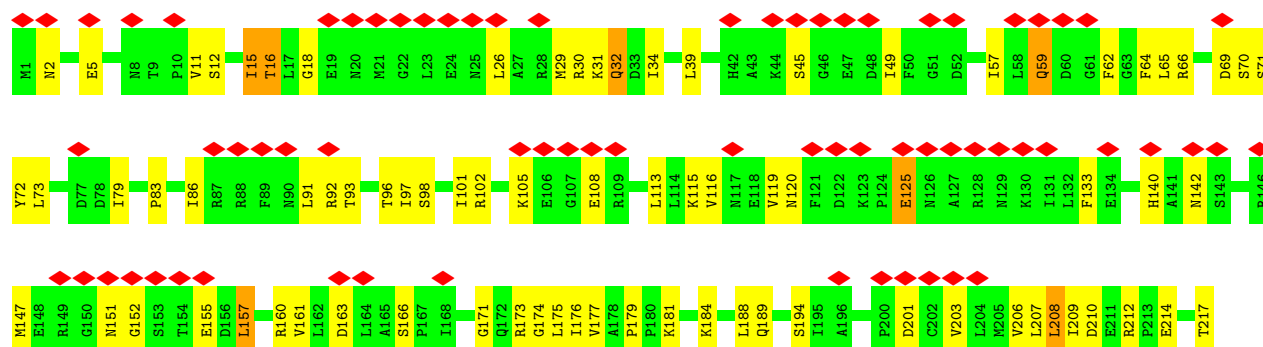 M1 N2 E5 N8 T9 P10 V11 S12 I15 T16 L17 G18 E19 N20 M21 G22 L23 E24 N25 L26 A27 R28 M29 R30 K31 Q32 D33 I34 L39 H42 A43 K44 S45 G46 E47 D48 I49 F50 G51 D52 I57 L58 Q59 D60 G61 F62 G63 F64 L65 R66 D69 S70 S71
Y72 L73 D77 D78 I79 P83 I86 R87 R88 F89 N90 L91 R92 T93 T96 I97 S98 I101 R102 K105 E106 G107 E108 R109 L113 L114 K115 V116 N117 E118 V119 N120 F121 D122 K123 P124 E125 N126 A127 R128 N129 K130 I131 L132 F133 E134 H140 A141 N142 S143
M147 E148 R149 G150 N151 G152 S153 T154 E155 D156 L157 R160 V161 L162 D163 L164 A165 S166 P167 I168 G171 Q172 R173 G174 L175 I176 V177 A178 P179 P180 K181 K184 L188 Q189 S194 I195 A196 P200 D201 C202 V203 L204 M205 V206 L207 L208 I209 D210 E211 R212 P213 E214 T217